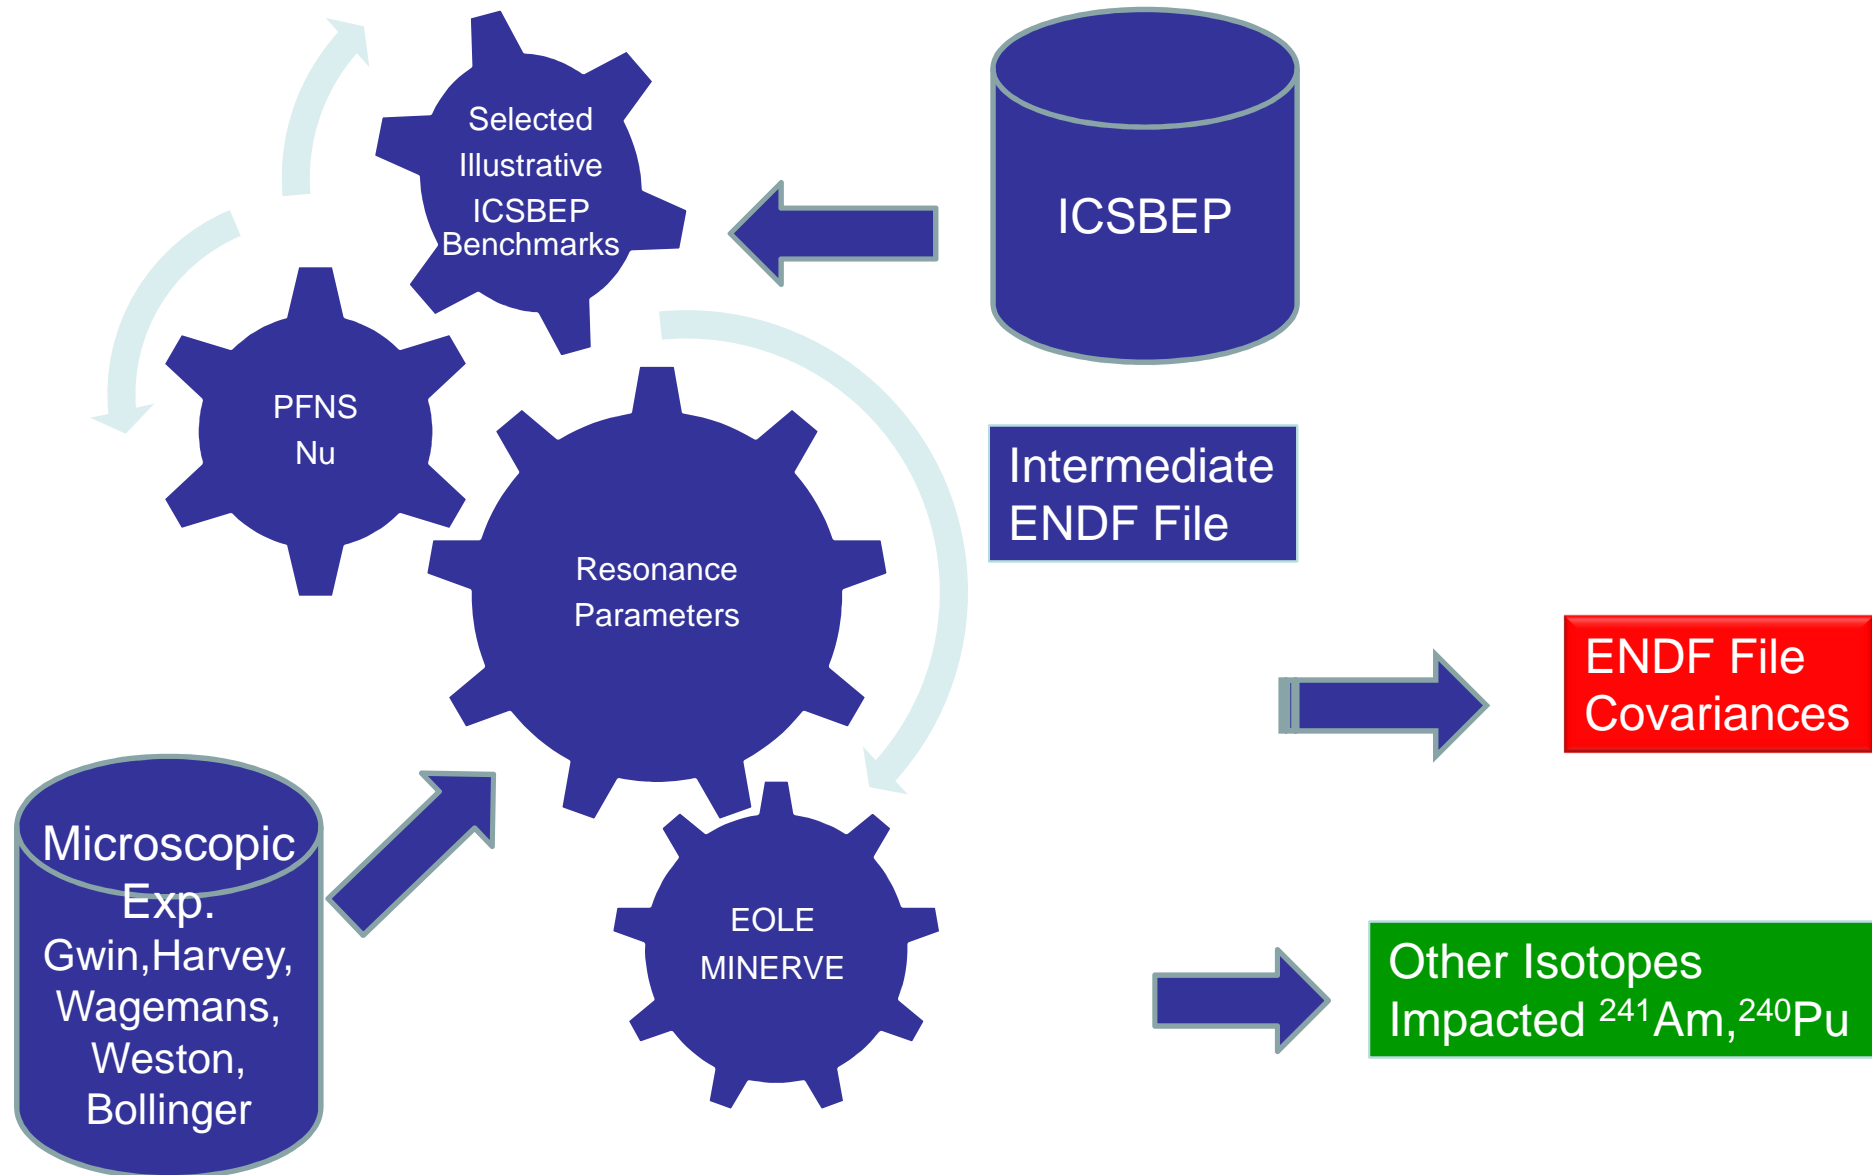 Selected
Illustrative
ICSBEP
Benchmarks
ICSBEP
PFNS
Nu
Intermediate
ENDF File
Resonance
Parameters
ENDF File
Covariances
Microscopic
Exp.
Gwin,Harvey,
Wagemans,
Weston,
Bollinger
EOLE
MINERVE
Other Isotopes
Impacted ²⁴¹Am,²⁴⁰Pu